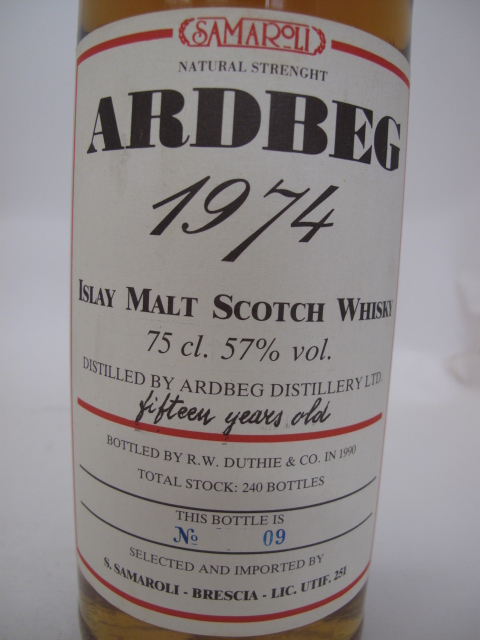 SAMAROLI
NATURAL STRENGHT
ARDBEG
1974
ISLAY MALT SCOTCH WHISKY
75 cl. 57% vol.
DISTILLED BY ARDBEG DISTILLERY LTD.
fifteen years old
BOTTLED BY R.W. DUTHIE & CO. IN 1990
TOTAL STOCK: 240 BOTTLES
THIS BOTTLE IS
№ 09
SELECTED AND IMPORTED BY
S. SAMAROLI - BRESCIA - LIC. UTIF. 251